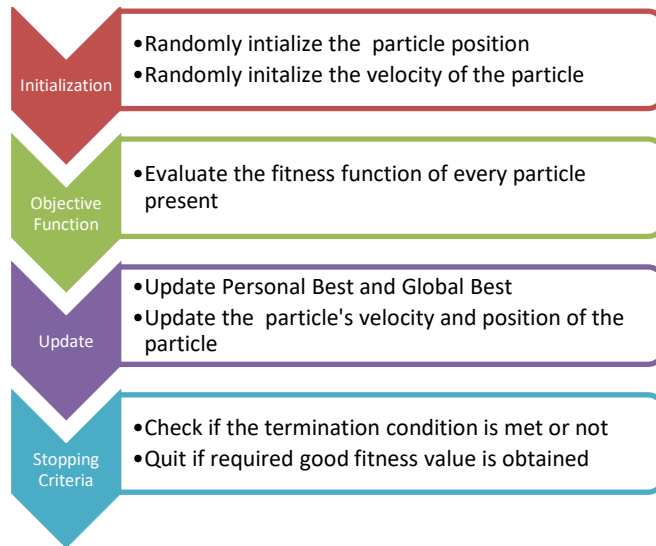 Initialization
•Randomly intialize the particle position
•Randomly initalize the velocity of the particle
Objective
Function
•Evaluate the fitness function of every particle
present
Update
•Update Personal Best and Global Best
•Update the particle's velocity and position of the
particle
Stopping
Criteria
•Check if the termination condition is met or not
•Quit if required good fitness value is obtained